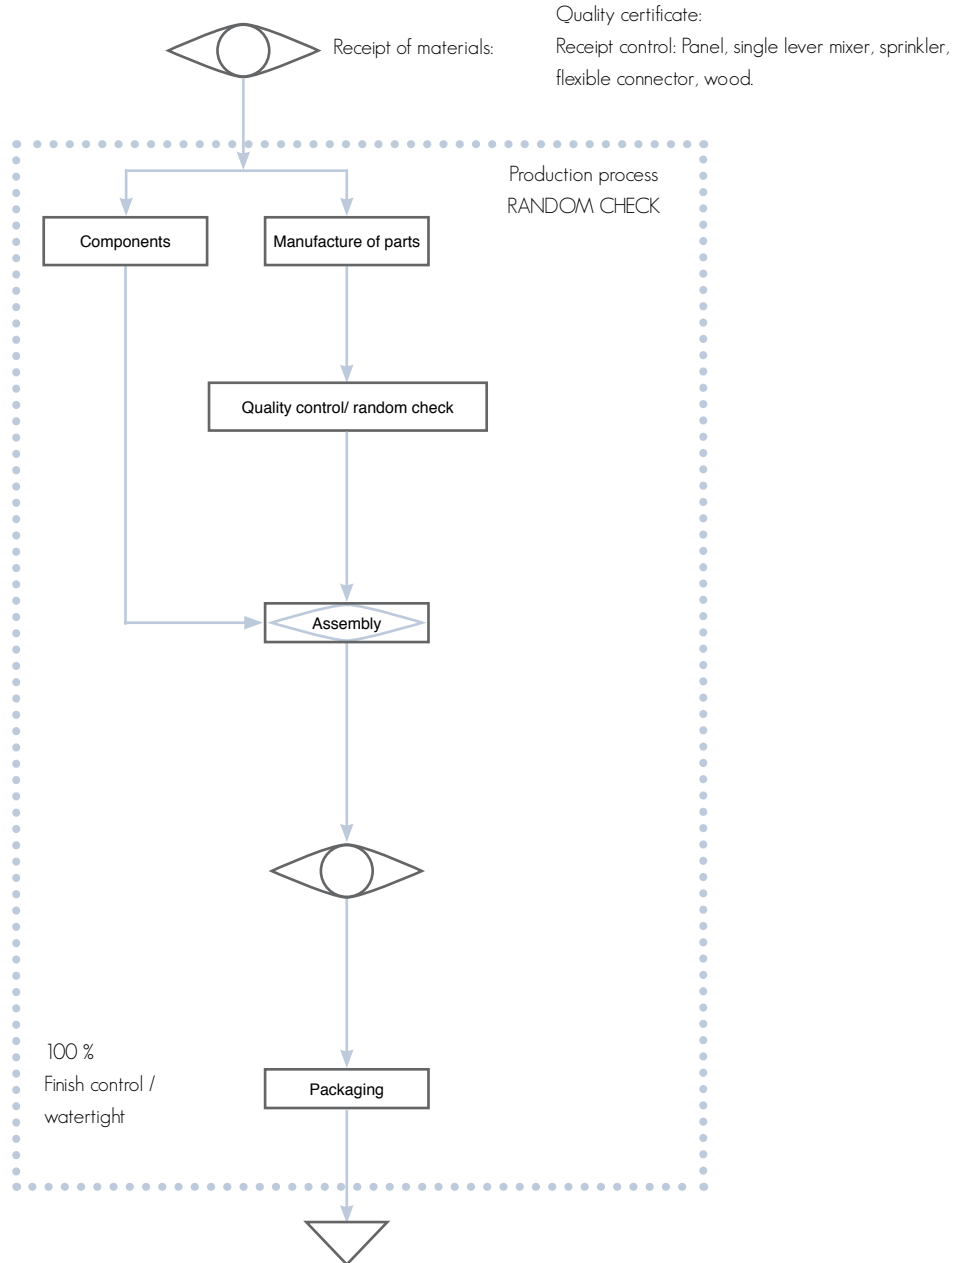 Quality certificate:
Receipt of materials:
Receipt control: Panel, single lever mixer, sprinkler,
flexible connector, wood.
Production process
RANDOM CHECK
Components
Manufacture of parts
Quality control/ random check
Assembly
100 %
Finish control /
watertight
Packaging